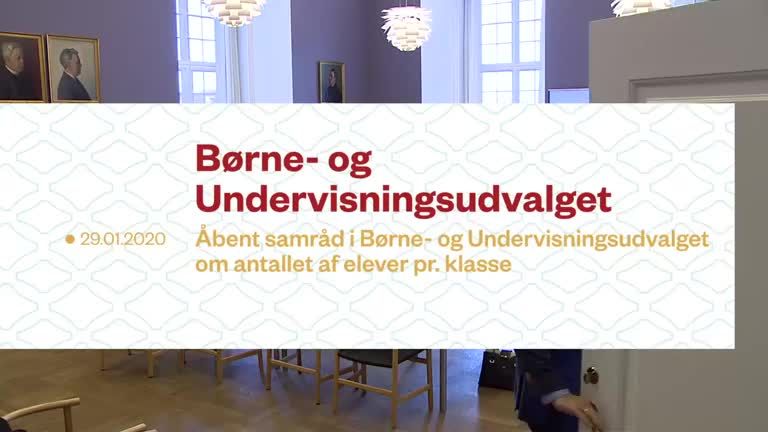 Børne- og
Undervisningsudvalget
29.01.2020
Åbent samråd i Børne- og Undervisningsudvalget
om antallet af elever pr. klasse